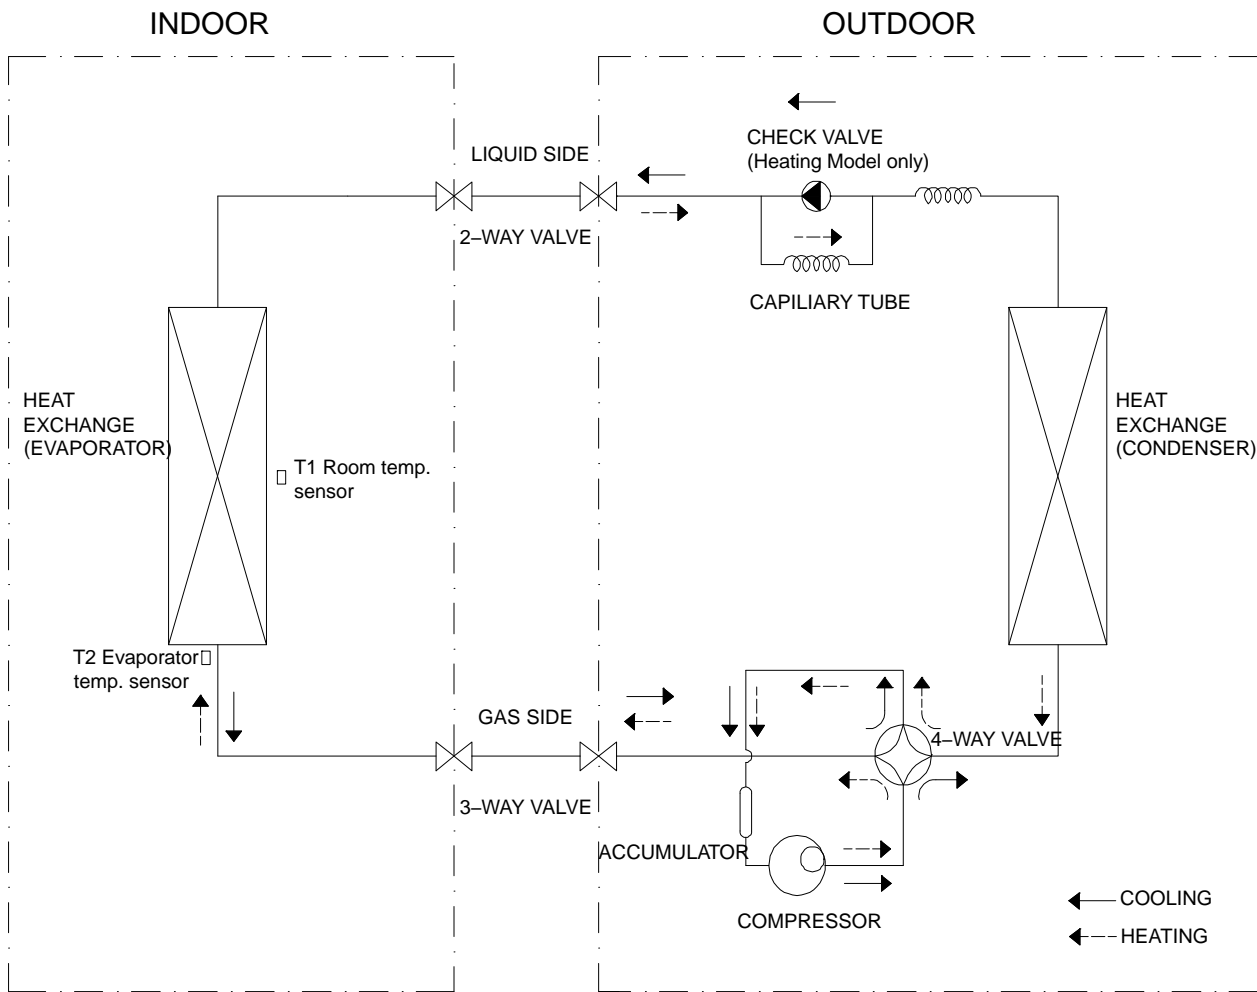 INDOOR
OUTDOOR
CHECK VALVE
(Heating Model only)
LIQUID SIDE
2–WAY VALVE
CAPILIARY TUBE
HEAT
EXCHANGE
(EVAPORATOR)
T1 Room temp.
sensor
HEAT
EXCHANGE
(CONDENSER)
T2 Evaporator
temp. sensor
GAS SIDE
4–WAY VALVE
3–WAY VALVE
ACCUMULATOR
COMPRESSOR
COOLING
HEATING